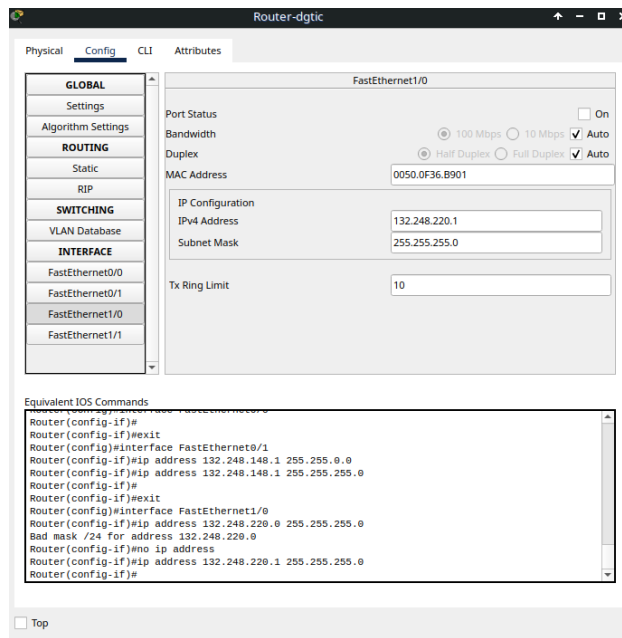 Router-dgtic
Physical Config CLI Attributes
GLOBAL
Settings
Algorithm Settings
ROUTING
Static
RIP
SWITCHING
VLAN Database
INTERFACE
FastEthernet0/0
FastEthernet0/1
FastEthernet1/0
FastEthernet1/1
FastEthernet1/0
Port Status On
Bandwidth 100 Mbps 10 Mbps Auto
Duplex Half Duplex Full Duplex Auto
MAC Address 0050.0F36.B901
IP Configuration
IPv4 Address 132.248.220.1
Subnet Mask 255.255.255.0
Tx Ring Limit 10
Equivalent IOS Commands
Router(config-if)#
Router(config-if)#exit
Router(config)#interface FastEthernet0/1
Router(config-if)#ip address 132.248.148.1 255.255.0.0
Router(config-if)#ip address 132.248.148.1 255.255.255.0
Router(config-if)#
Router(config-if)#exit
Router(config)#interface FastEthernet1/0
Router(config-if)#ip address 132.248.220.0 255.255.255.0
Bad mask /24 for address 132.248.220.0
Router(config-if)#no ip address
Router(config-if)#ip address 132.248.220.1 255.255.255.0
Router(config-if)#
Top